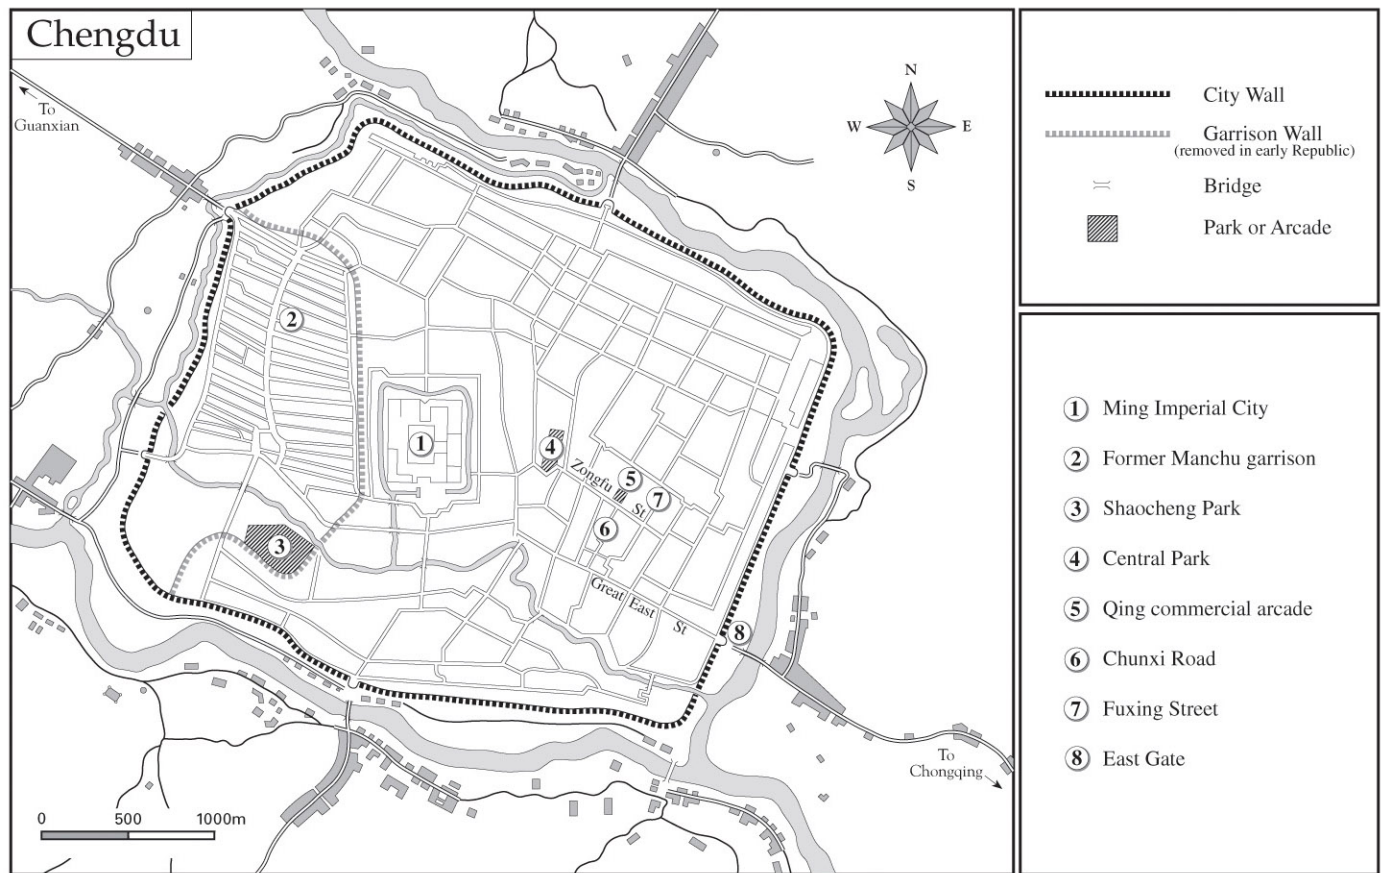 Chengdu
To
Guanxian
N
W
E
S
2
1
4
Zongfu
St
5
7
6
3
Great East St
8
To
Chongqing
0 500 1000m
City Wall
Garrison Wall
(removed in early Republic)
Bridge
Park or Arcade
1 Ming Imperial City
2 Former Manchu garrison
3 Shaocheng Park
4 Central Park
5 Qing commercial arcade
6 Chunxi Road
7 Fuxing Street
8 East Gate